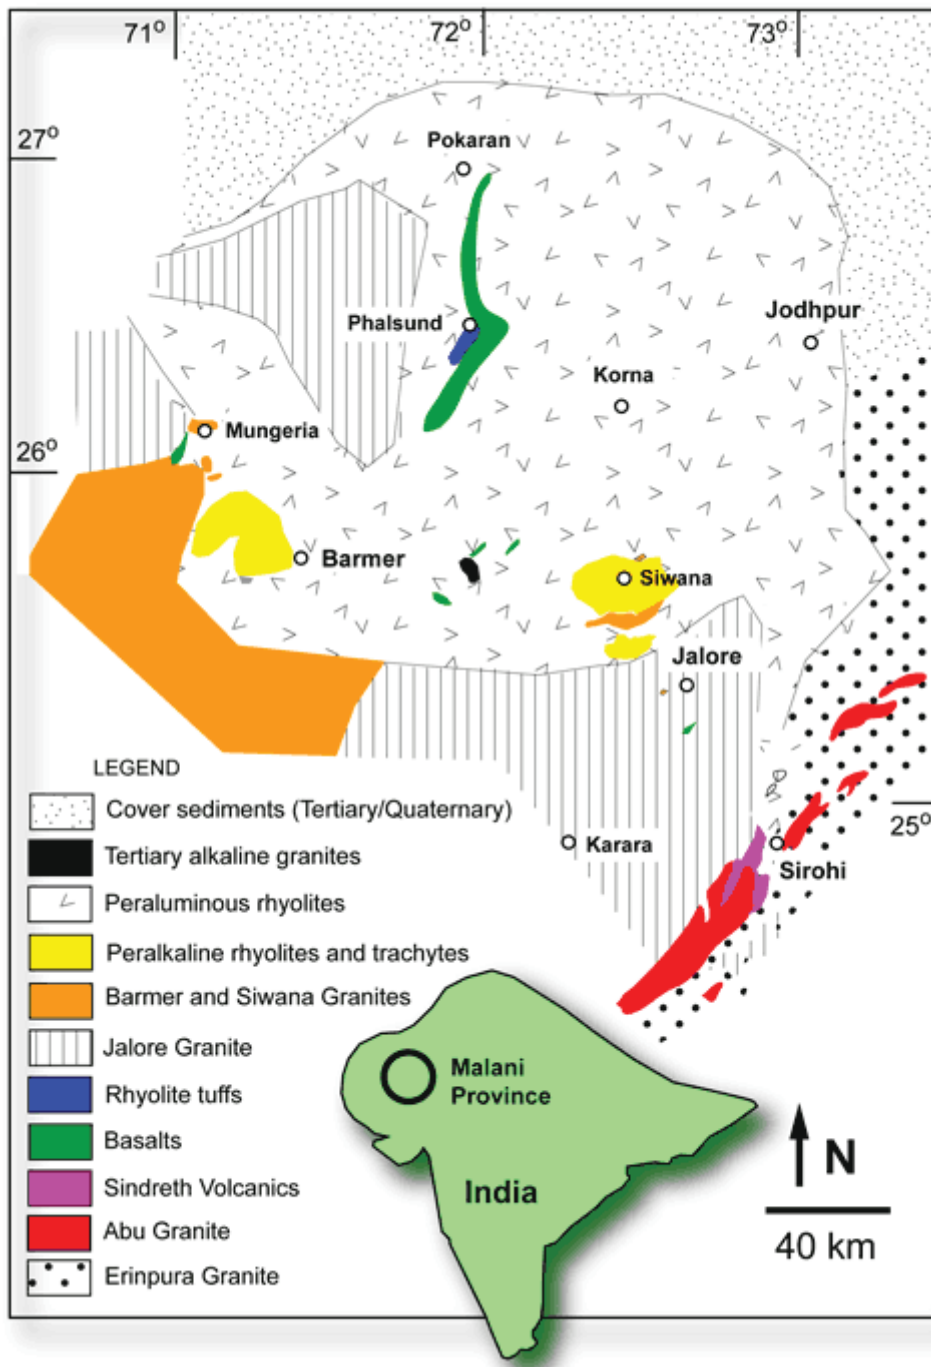 71°
72°
73°
27°
Pokaran
Phalsund
Jodhpur
Korna
Mungeria
26°
Barmer
Siwana
Jalore
LEGEND
Cover sediments (Tertiary/Quaternary)
25°
Tertiary alkaline granites
Karara
Sirohi
Peraluminous rhyolites
Peralkaline rhyolites and trachytes
Barmer and Siwana Granites
Jalore Granite
Rhyolite tuffs
Basalts
Sindreth Volcanics
Abu Granite
Erinpura Granite
Malani
Province
India
N
40 km